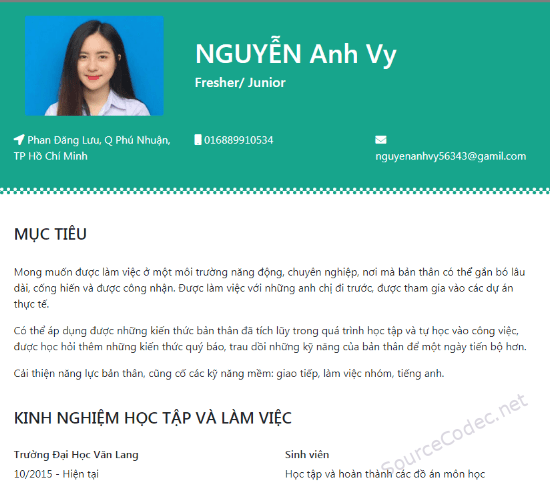 NGUYỄN Anh Vy
Fresher/ Junior
Phan Đăng Lưu, Q Phú Nhuận,
TP Hồ Chí Minh
016889910534
nguyenanhvy56343@gamil.com
MỤC TIÊU
Mong muốn được làm việc ở một môi trường năng động, chuyên nghiệp, nơi mà bản thân có thể gắn bó lâu
dài, cống hiến và được công nhận. Được làm việc với những anh chị đi trước, được tham gia vào các dự án
thực tế.
Có thể áp dụng được những kiến thức bản thân đã tích lũy trong quá trình học tập và tự học vào công việc,
được học hỏi thêm những kiến thức quý báo, trau dồi những kỹ năng của bản thân để một ngày tiến bộ hơn.
Cải thiện năng lực bản thân, cũng cố các kỹ năng mềm: giao tiếp, làm việc nhóm, tiếng anh.
KINH NGHIỆM HỌC TẬP VÀ LÀM VIỆC
Trường Đại Học Văn Lang
Sinh viên
10/2015 - Hiện tại
Học tập và hoàn thành các đồ án môn học
SourceCodec.net